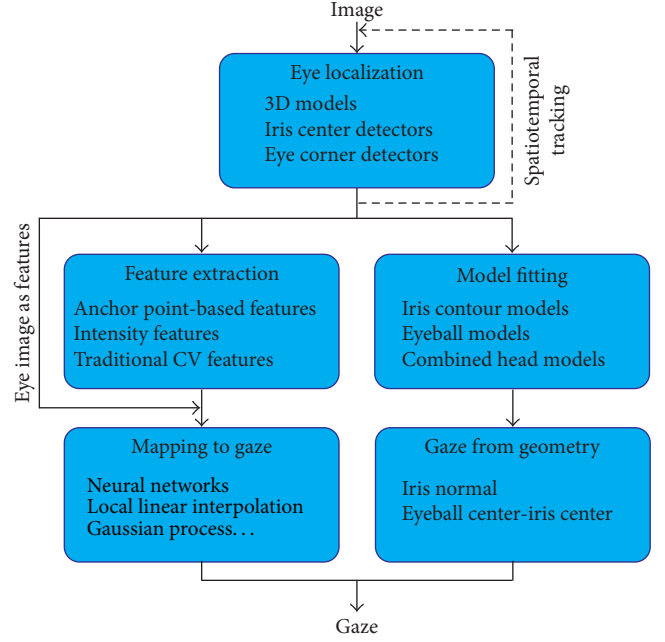 Image
Eye localization
3D models
Iris center detectors
Eye corner detectors
Spatiotemporal
tracking
Eye image as features
Feature extraction
Anchor point-based features
Intensity features
Traditional CV features
Model fitting
Iris contour models
Eyeball models
Combined head models
Mapping to gaze
Neural networks
Local linear interpolation
Gaussian process...
Gaze from geometry
Iris normal
Eyeball center-iris center
Gaze